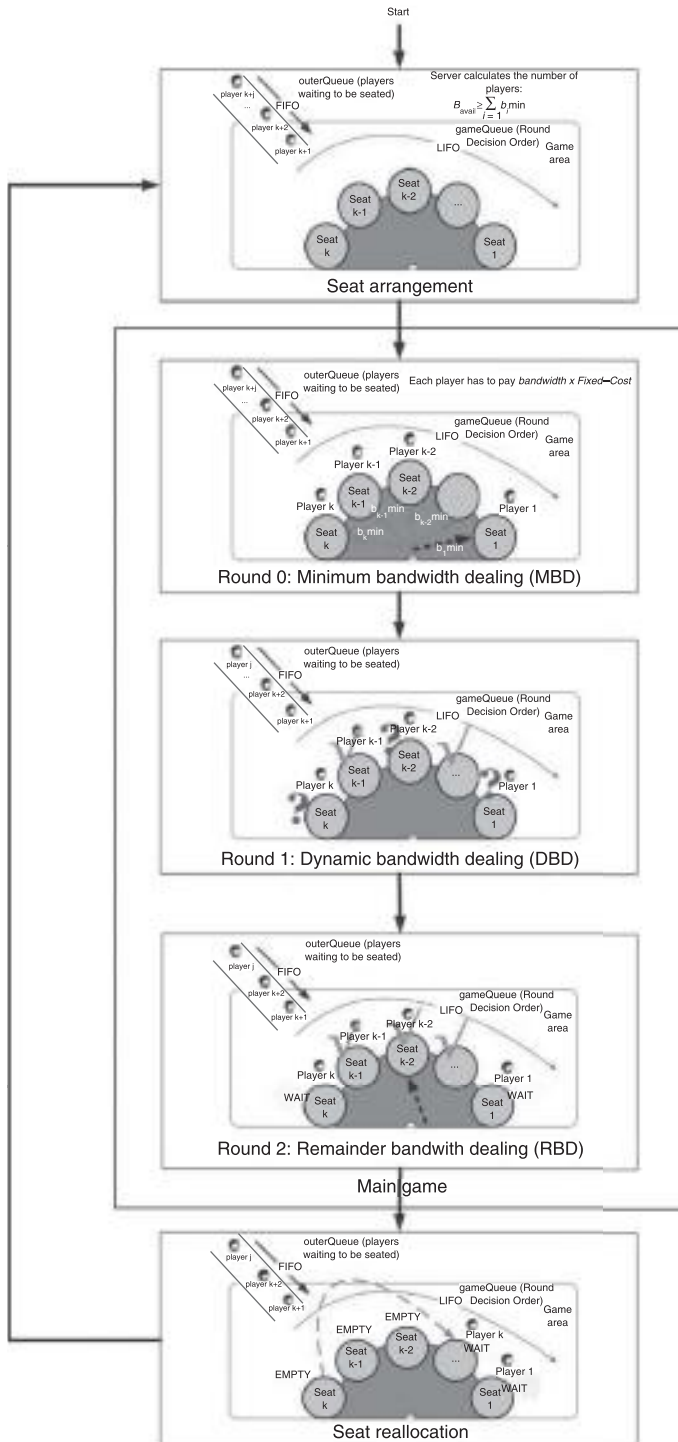 Start
outerQueue (players
waiting to be seated)
Server calculates the number of
players:
B avail ≥ ∑ i = 1 b i min
player k+j
FIFO
...
player k+2
player k+1
gameQueue (Round
Decision Order)
LIFO
Game
area
Seat
k-2
Seat
k-1
...
Seat
k
Seat
1
Seat arrangement
outerQueue (players
waiting to be seated)
Each player has to pay bandwidth x Fixed–Cost
player k+j
FIFO
...
player k+2
player k+1
gameQueue (Round
Decision Order)
LIFO
Game
area
Player k-2
Player k-1
Seat
k-2
Seat
k-1
Player k
Player 1
b k-1 min
b k-2 min
Seat
k
b k min
b 1 min
Seat
1
Round 0: Minimum bandwidth dealing (MBD)
outerQueue (players
waiting to be seated)
player j
FIFO
...
player k+2
player k+1
gameQueue (Round
Decision Order)
LIFO
Game
area
Player k-2
Player k-1
?
Seat
k-2
Seat
k-1
...
Player k
?
Player 1
?
Seat
k
Seat
1
Round 1: Dynamic bandwidth dealing (DBD)
outerQueue (players
waiting to be seated)
player j
FIFO
player k+2
player k+1
gameQueue (Round
Decision Order)
LIFO
Game
area
Player k-2
Player k-1
Seat
k-2
Seat
k-1
...
Player k
Player 1
WAIT
Seat
k
Seat
1
WAIT
Round 2: Remainder bandwith dealing (RBD)
Main game
outerQueue (players
waiting to be seated)
player j
FIFO
player k+2
player k+1
gameQueue (Round
Decision Order)
LIFO
Game
area
EMPTY
Player k
WAIT
EMPTY
Seat
k-2
Seat
k-1
...
Player 1
EMPTY
WAIT
Seat
k
Seat
1
Seat reallocation